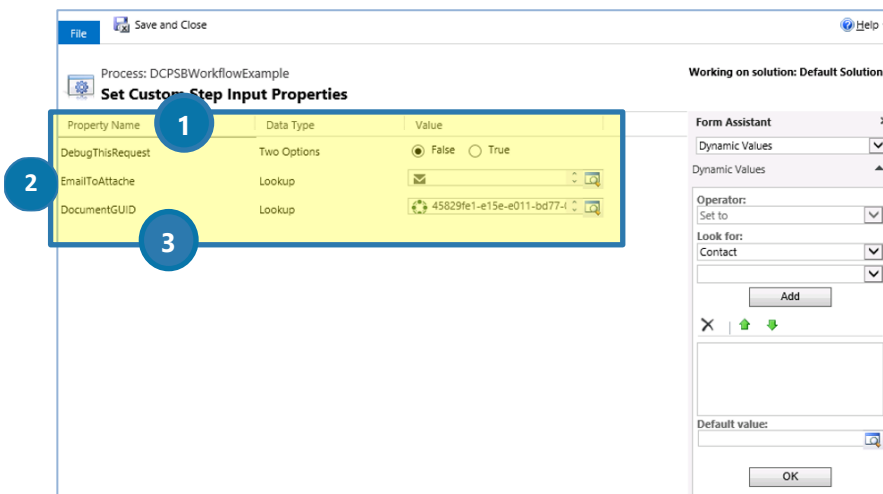 File
Save and Close
Help
Process: DCPSBWorkflowExample
Working on solution: Default Solution
Set Custom Step Input Properties
1
Property Name
Data Type
Value
DebugThisRequest
Two Options
False
True
2
EmailToAttache
Lookup
DocumentGUID
Lookup
45829fe1-e15e-e011-bd77-(
3
Form Assistant
Dynamic Values
Dynamic Values
Operator:
Set to
Look for:
Contact
Add
Default value:
OK